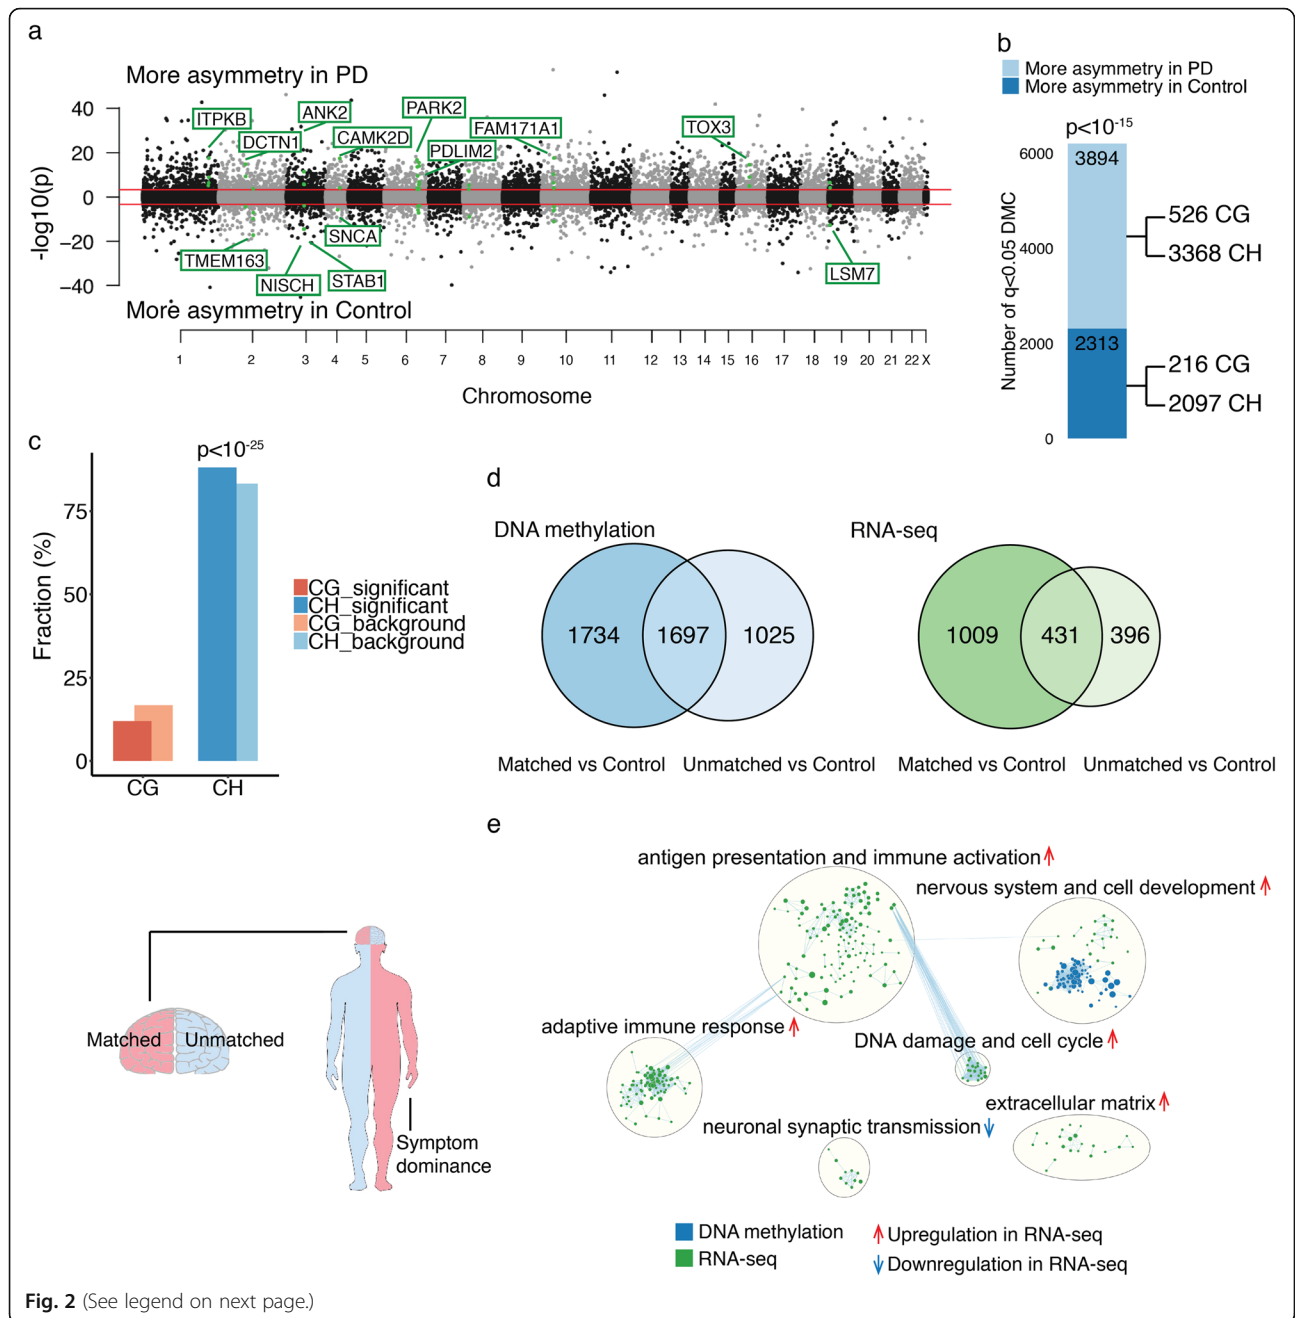 a
More asymmetry in PD
-log10(p)
40
20
0
−20
−40
ITPKB
DCTN1
ANK2
CAMK2D
PARK2
PDLIM2
FAM171A1
TOX3
TMEM163
NISCH
STAB1
SNCA
LSM7
More asymmetry in Control
1 2 3 4 5 6 7 8 9 10 11 12 13 14 15 16 17 18 19 20 21 22 X
Chromosome
b
More asymmetry in PD
More asymmetry in Control
p<10-15
Number of q<0.05 DMC
6000
4000
2000
0
3894
526 CG
3368 CH
2313
216 CG
2097 CH
c
p<10-25
Fraction (%)
75
50
25
0
CG
CH
CG_significant
CH_significant
CG_background
CH_background
d
DNA methylation
1734
1697
1025
Matched vs Control
Unmatched vs Control
RNA-seq
1009
431
396
Matched vs Control
Unmatched vs Control
Matched
Unmatched
Symptom
dominance
e
antigen presentation and immune activation
nervous system and cell development
adaptive immune response
DNA damage and cell cycle
extracellular matrix
neuronal synaptic transmission
DNA methylation
RNA-seq
Upregulation in RNA-seq
Downregulation in RNA-seq
Fig. 2 (See legend on next page.)